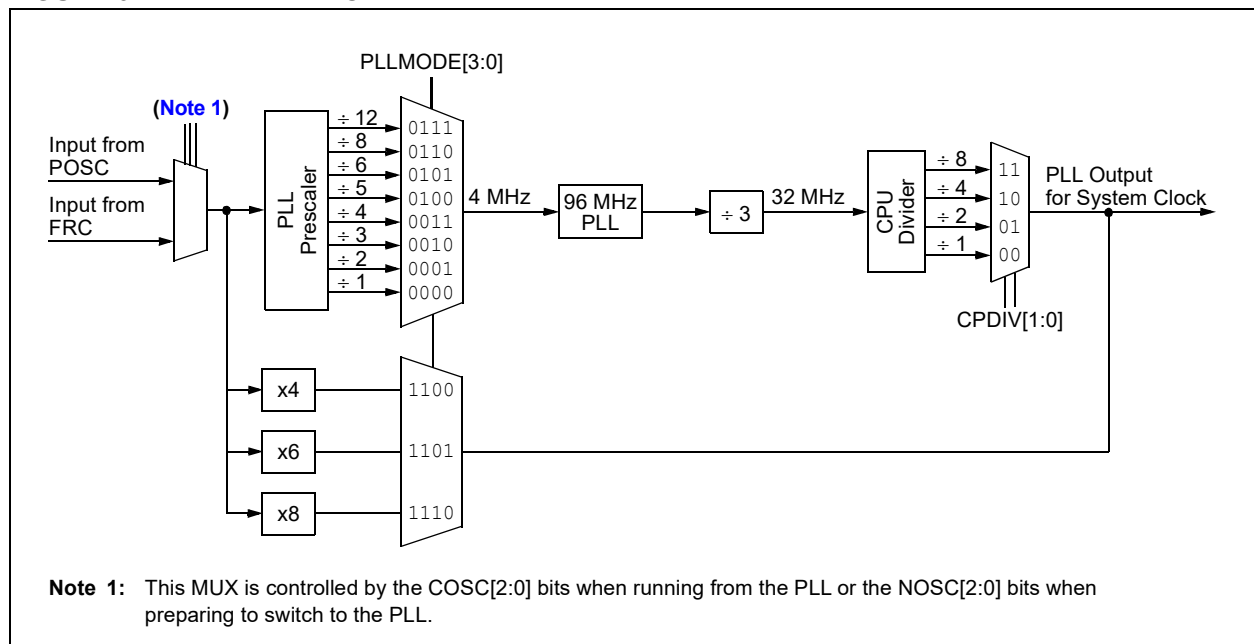 PLLMODE[3:0]
(Note 1)
Input from
POSC
Input from
FRC
PLL
Prescaler
÷ 12
÷ 8
÷ 6
÷ 5
÷ 4
÷ 3
÷ 2
÷ 1
0111
0110
0101
0100
0011
0010
0001
0000
4 MHz
96 MHz
PLL
÷ 3
32 MHz
CPU
Divider
÷ 8
÷ 4
÷ 2
÷ 1
11
10
01
00
CPDIV[1:0]
PLL Output
for System Clock
x4
x6
x8
1100
1101
1110
Note 1: This MUX is controlled by the COSC[2:0] bits when running from the PLL or the NOSC[2:0] bits when
preparing to switch to the PLL.